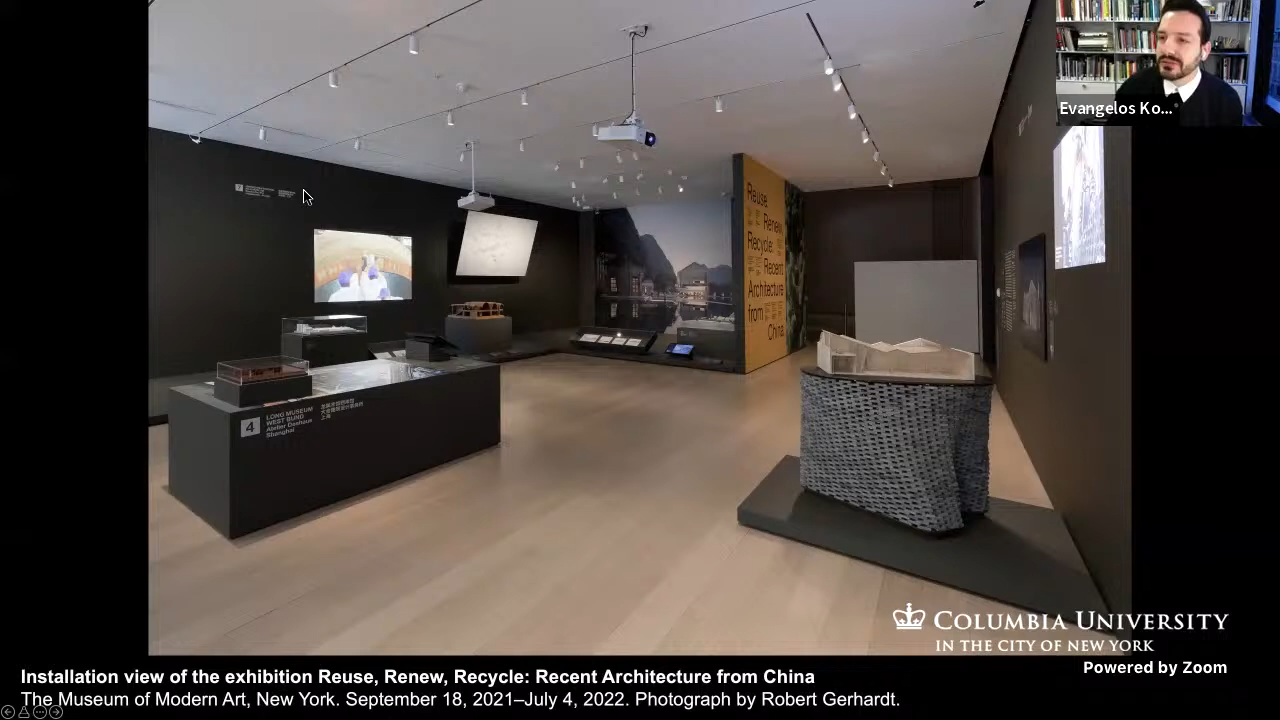 Evangelos Ko...
Reuse,
Renew,
Recycle:
Recent
Architecture
from
China
4
LONG MUSEUM
WEST BUND
Atelier Deshaus
Shanghai
COLUMBIA UNIVERSITY
IN THE CITY OF NEW YORK
Powered by Zoom
Installation view of the exhibition Reuse, Renew, Recycle: Recent Architecture from China
The Museum of Modern Art, New York. September 18, 2021–July 4, 2022. Photograph by Robert Gerhardt.